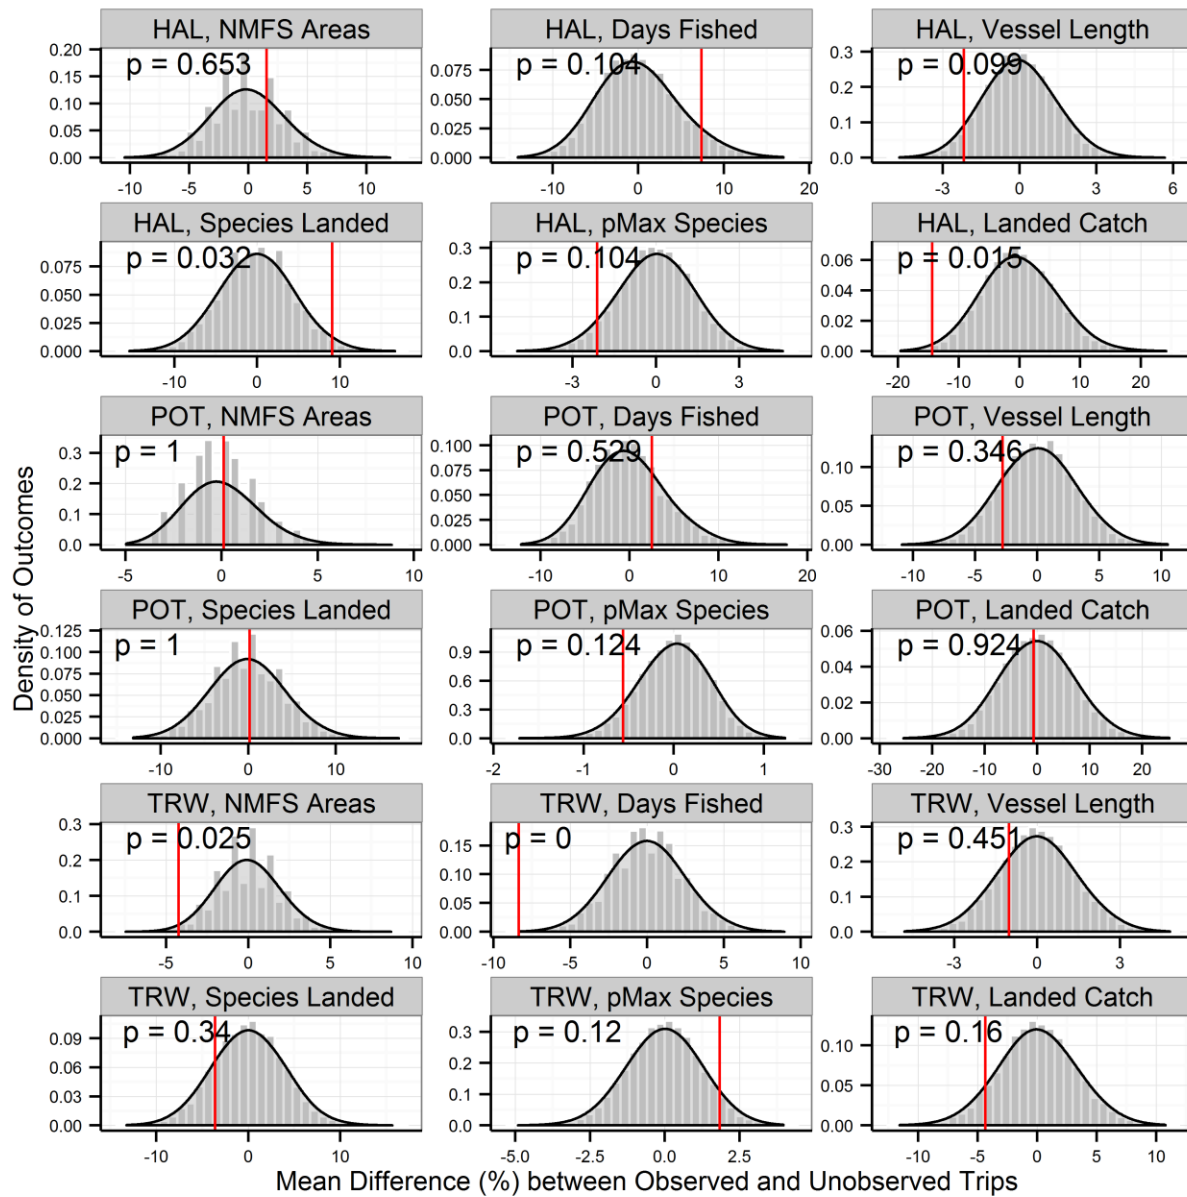 HAL, NMFS Areas
HAL, Days Fished
HAL, Vessel Length
p = 0.653
p = 0.104
p = 0.099
0.20
0.15
0.10
0.05
0.00
0.075
0.050
0.025
0.000
0.3
0.2
0.1
0.0
-10 -5 0 5 10
-10 0 10 20
-3 0 3 6
HAL, Species Landed
HAL, pMax Species
HAL, Landed Catch
p = 0.032
p = 0.104
p = 0.015
0.075
0.050
0.025
0.000
0.3
0.2
0.1
0.0
0.06
0.04
0.02
0.00
-10 0 10
-3 0 3
-20 -10 0 10 20
POT, NMFS Areas
POT, Days Fished
POT, Vessel Length
p = 1
p = 0.529
p = 0.346
0.3
0.2
0.1
0.0
0.100
0.075
0.050
0.025
0.000
0.10
0.05
0.00
-5 0 5 10
-10 0 10 20
-10 -5 0 5 10
POT, Species Landed
POT, pMax Species
POT, Landed Catch
p = 1
p = 0.124
p = 0.924
0.125
0.100
0.075
0.050
0.025
0.000
0.9
0.6
0.3
0.0
0.06
0.04
0.02
0.00
-10 0 10
-2 -1 0 1
-30 -20 -10 0 10 20
TRW, NMFS Areas
TRW, Days Fished
TRW, Vessel Length
p = 0.025
p = 0
p = 0.451
0.3
0.2
0.1
0.0
0.15
0.10
0.05
0.00
0.3
0.2
0.1
0.0
-5 0 5 10
-10 -5 0 5 10
-3 0 3
TRW, Species Landed
TRW, pMax Species
TRW, Landed Catch
p = 0.34
p = 0.12
p = 0.16
0.09
0.06
0.03
0.00
0.3
0.2
0.1
0.0
0.10
0.05
0.00
-10 0 10
-5.0 -2.5 0.0 2.5
-10 -5 0 5 10
Density of Outcomes
Mean Difference (%) between Observed and Unobserved Trips